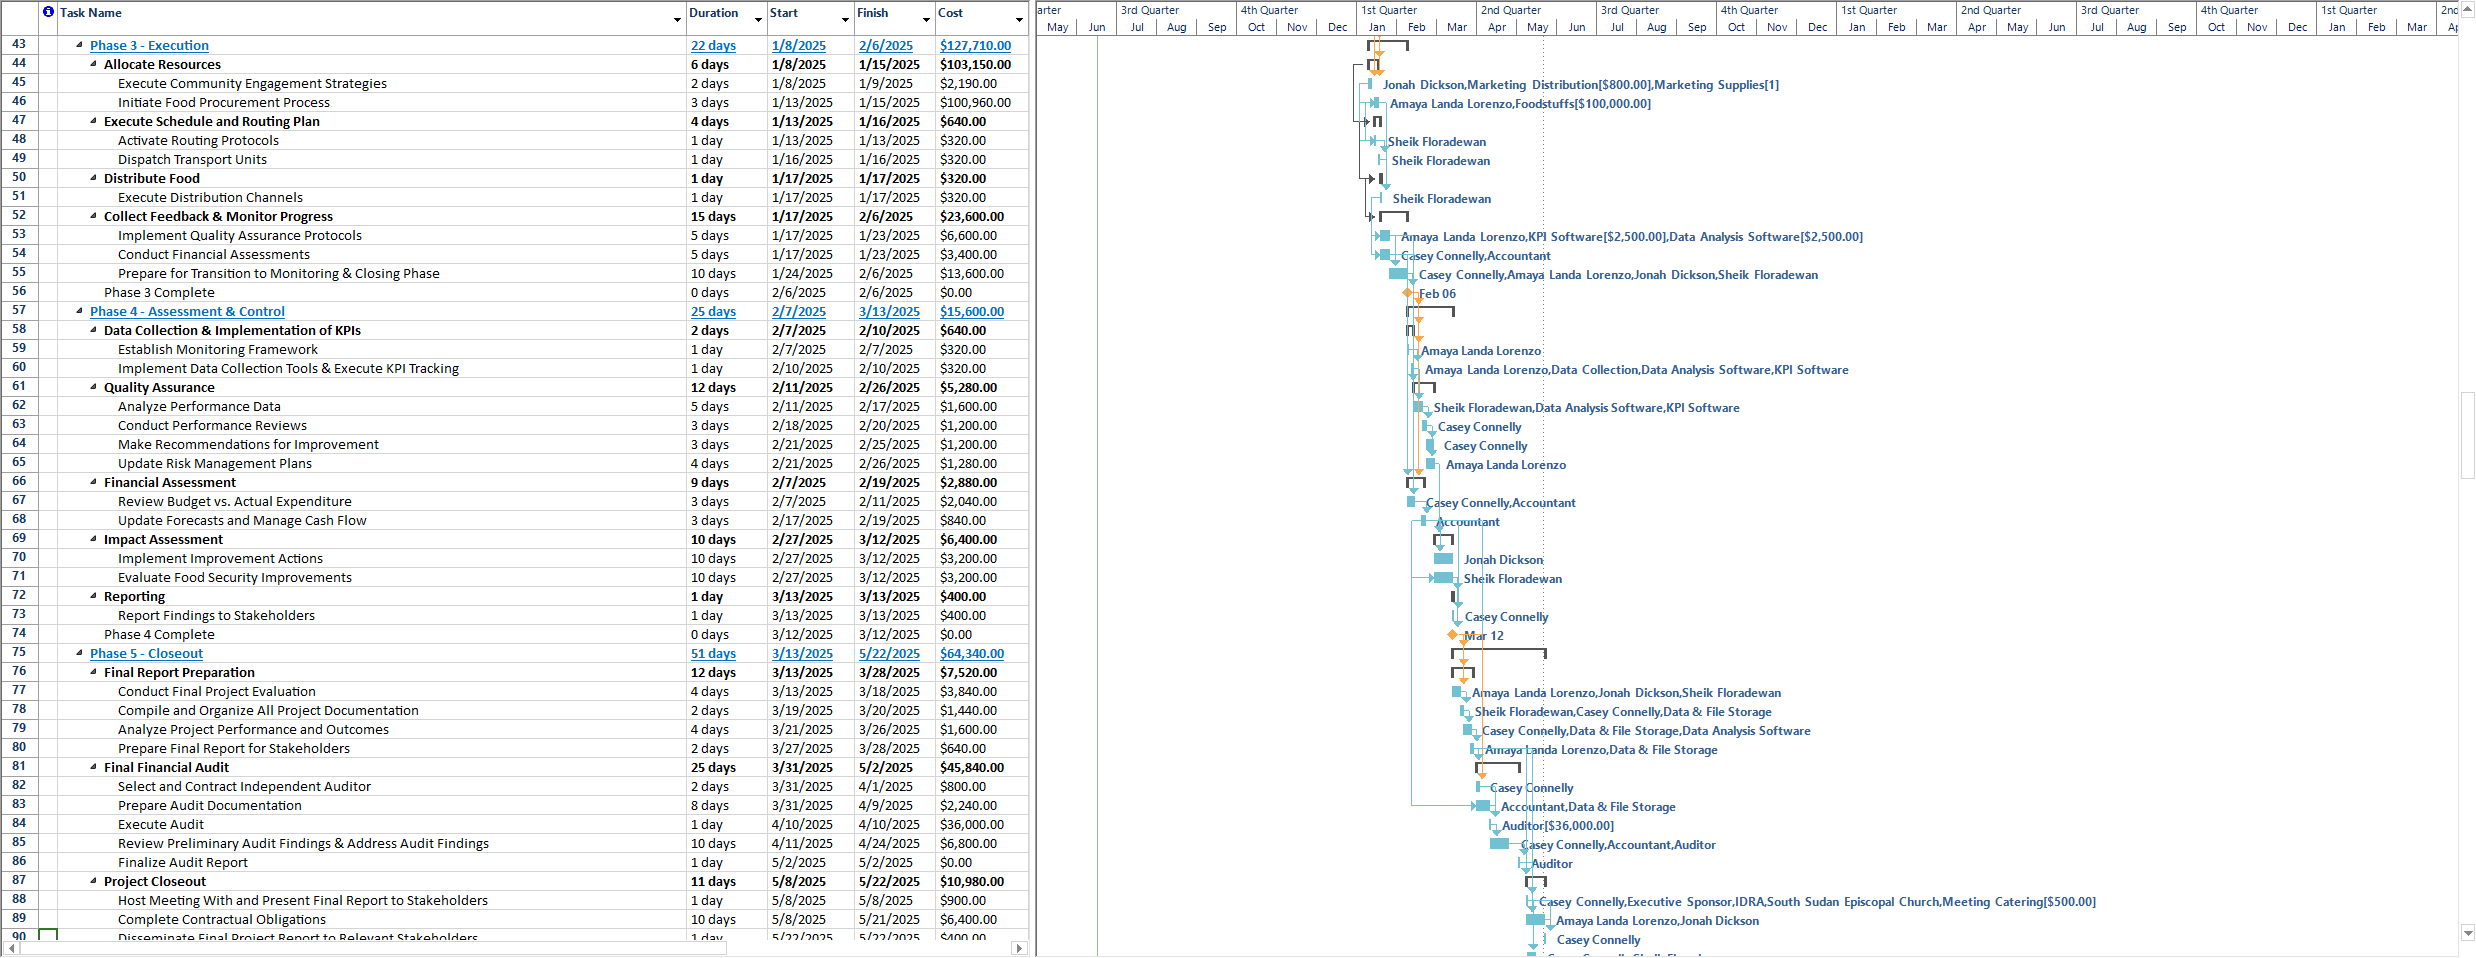 Task Name Duration Start Finish Cost
arter 3rd Quarter 4th Quarter 1st Quarter 2nd Quarter 3rd Quarter 4th Quarter 1st Quarter 2nd Quarter 3rd Quarter 4th Quarter 1st Quarter 2nd
May Jun Jul Aug Sep Oct Nov Dec Jan Feb Mar Apr May Jun Jul Aug Sep Oct Nov Dec Jan Feb Mar Apr May Jun Jul Aug Sep Oct Nov Dec Jan Feb Mar Ap
43 Phase 3 - Execution 22 days 1/8/2025 2/6/2025 $127,710.00
44 Allocate Resources 6 days 1/8/2025 1/15/2025 $103,150.00
45 Execute Community Engagement Strategies 2 days 1/8/2025 1/9/2025 $2,190.00 Jonah Dickson,Marketing Distribution[$800.00],Marketing Supplies[1]
46 Initiate Food Procurement Process 3 days 1/13/2025 1/15/2025 $100,960.00 Amaya Landa Lorenzo,Foodstuffs[$100,000.00]
47 Execute Schedule and Routing Plan 4 days 1/13/2025 1/16/2025 $640.00
48 Activate Routing Protocols 1 day 1/13/2025 1/13/2025 $320.00 Sheik Floradewan
49 Dispatch Transport Units 1 day 1/16/2025 1/16/2025 $320.00 Sheik Floradewan
50 Distribute Food 1 day 1/17/2025 1/17/2025 $320.00
51 Execute Distribution Channels 1 day 1/17/2025 1/17/2025 $320.00 Sheik Floradewan
52 Collect Feedback & Monitor Progress 15 days 1/17/2025 2/6/2025 $23,600.00
53 Implement Quality Assurance Protocols 5 days 1/17/2025 1/23/2025 $6,600.00 Amaya Landa Lorenzo,KPI Software[$2,500.00],Data Analysis Software[$2,500.00]
54 Conduct Financial Assessments 5 days 1/17/2025 1/23/2025 $3,400.00 Casey Connelly,Accountant
55 Prepare for Transition to Monitoring & Closing Phase 10 days 1/24/2025 2/6/2025 $13,600.00 Casey Connelly,Amaya Landa Lorenzo,Jonah Dickson,Sheik Floradewan
56 Phase 3 Complete 0 days 2/6/2025 2/6/2025 $0.00 Feb 06
57 Phase 4 - Assessment & Control 25 days 2/7/2025 3/13/2025 $15,600.00
58 Data Collection & Implementation of KPIs 2 days 2/7/2025 2/10/2025 $640.00
59 Establish Monitoring Framework 1 day 2/7/2025 2/7/2025 $320.00 Amaya Landa Lorenzo
60 Implement Data Collection Tools & Execute KPI Tracking 1 day 2/10/2025 2/10/2025 $320.00 Amaya Landa Lorenzo,Data Collection,Data Analysis Software,KPI Software
61 Quality Assurance 12 days 2/11/2025 2/26/2025 $5,280.00
62 Analyze Performance Data 5 days 2/11/2025 2/17/2025 $1,600.00 Sheik Floradewan,Data Analysis Software,KPI Software
63 Conduct Performance Reviews 3 days 2/18/2025 2/20/2025 $1,200.00 Casey Connelly
64 Make Recommendations for Improvement 3 days 2/21/2025 2/25/2025 $1,200.00 Casey Connelly
65 Update Risk Management Plans 4 days 2/21/2025 2/26/2025 $1,280.00 Amaya Landa Lorenzo
66 Financial Assessment 9 days 2/7/2025 2/19/2025 $2,880.00
67 Review Budget vs. Actual Expenditure 3 days 2/7/2025 2/11/2025 $2,040.00 Casey Connelly,Accountant
68 Update Forecasts and Manage Cash Flow 3 days 2/17/2025 2/19/2025 $840.00 Accountant
69 Impact Assessment 10 days 2/27/2025 3/12/2025 $6,400.00
70 Implement Improvement Actions 10 days 2/27/2025 3/12/2025 $3,200.00 Jonah Dickson
71 Evaluate Food Security Improvements 10 days 2/27/2025 3/12/2025 $3,200.00 Sheik Floradewan
72 Reporting 1 day 3/13/2025 3/13/2025 $400.00
73 Report Findings to Stakeholders 1 day 3/13/2025 3/13/2025 $400.00 Casey Connelly
74 Phase 4 Complete 0 days 3/12/2025 3/12/2025 $0.00 Mar 12
75 Phase 5 - Closeout 51 days 3/13/2025 5/22/2025 $64,340.00
76 Final Report Preparation 12 days 3/13/2025 3/28/2025 $7,520.00
77 Conduct Final Project Evaluation 4 days 3/13/2025 3/18/2025 $3,840.00 Amaya Landa Lorenzo,Jonah Dickson,Sheik Floradewan
78 Compile and Organize All Project Documentation 2 days 3/19/2025 3/20/2025 $1,440.00 Sheik Floradewan,Casey Connelly,Data & File Storage
79 Analyze Project Performance and Outcomes 4 days 3/21/2025 3/26/2025 $1,600.00 Casey Connelly,Data & File Storage,Data Analysis Software
80 Prepare Final Report for Stakeholders 2 days 3/27/2025 3/28/2025 $640.00 Amaya Landa Lorenzo,Data & File Storage
81 Final Financial Audit 25 days 3/31/2025 5/2/2025 $45,840.00
82 Select and Contract Independent Auditor 2 days 3/31/2025 4/1/2025 $800.00 Casey Connelly
83 Prepare Audit Documentation 8 days 3/31/2025 4/9/2025 $2,240.00 Accountant,Data & File Storage
84 Execute Audit 1 day 4/10/2025 4/10/2025 $36,000.00 Auditor[$36,000.00]
85 Review Preliminary Audit Findings & Address Audit Findings 10 days 4/11/2025 4/24/2025 $6,800.00 Casey Connelly,Accountant,Auditor
86 Finalize Audit Report 1 day 5/2/2025 5/2/2025 $0.00 Auditor
87 Project Closeout 11 days 5/8/2025 5/22/2025 $10,980.00
88 Host Meeting With and Present Final Report to Stakeholders 1 day 5/8/2025 5/8/2025 $900.00 Casey Connelly,Executive Sponsor,IDRA,South Sudan Episcopal Church,Meeting Catering[$500.00]
89 Complete Contractual Obligations 10 days 5/8/2025 5/21/2025 $6,400.00 Amaya Landa Lorenzo,Jonah Dickson
90 Disseminate Final Project Report to Relevant Stakeholders 1 day 5/22/2025 5/22/2025 $400.00 Casey Connelly